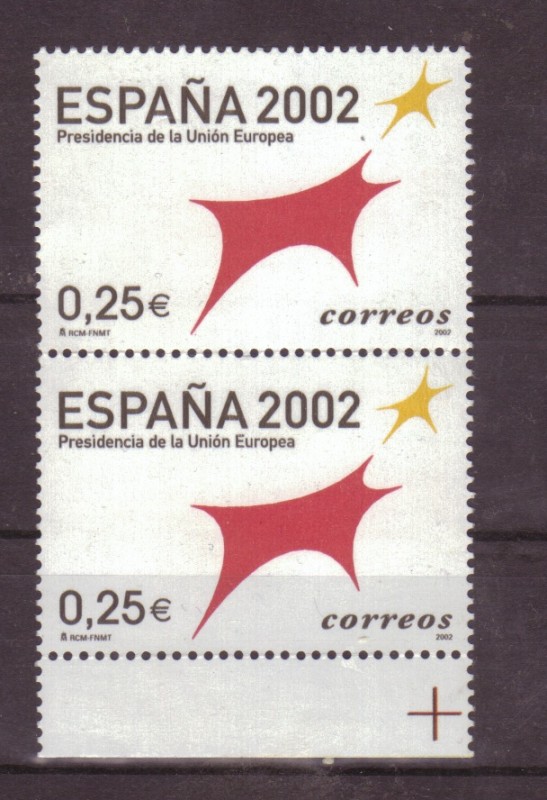 ESPAÑA 2002
Presidencia de la Unión Europea
0,25€
correos
RCM-FNMT
2002
ESPAÑA 2002
Presidencia de la Unión Europea
0,25€
correos
RCM-FNMT
2002